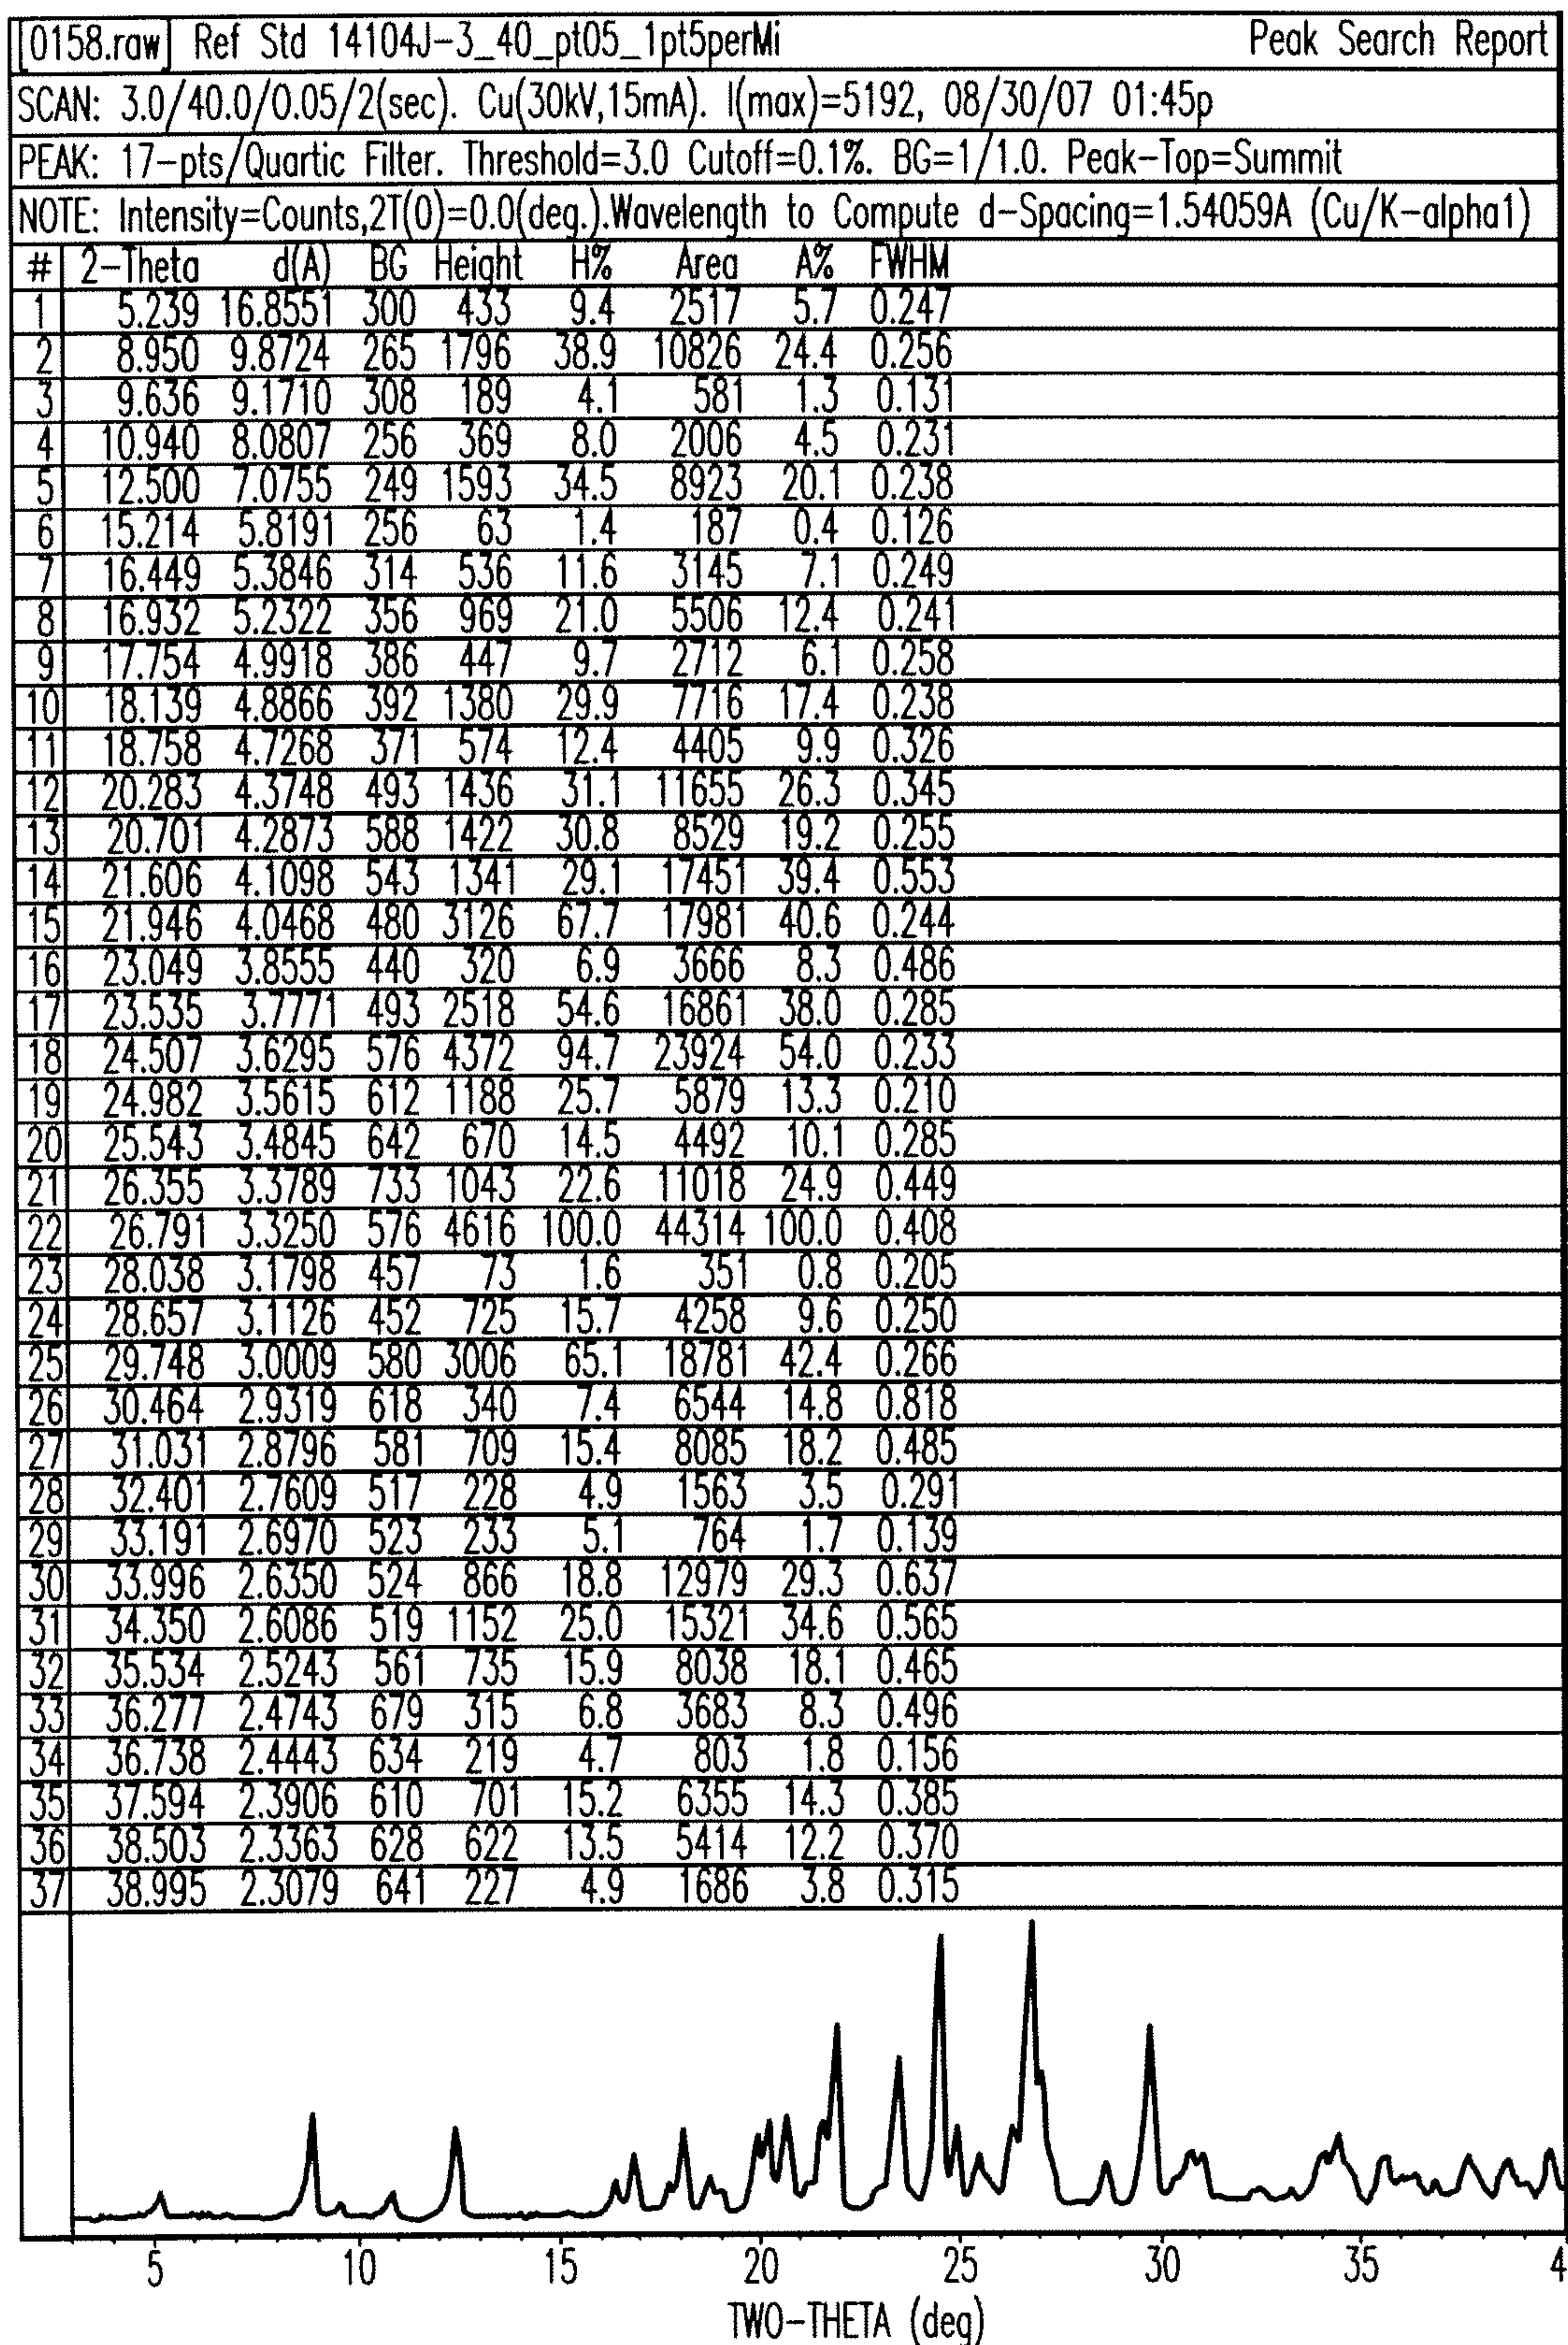 [0158.raw] Ref Std 14104J-3_40_pt05_1pt5perMi Peak Search Report
SCAN: 3.0/40.0/0.05/2(sec). Cu(30kV,15mA). I(max)=5192, 08/30/07 01:45p
PEAK: 17-pts/Quartic Filter. Threshold=3.0 Cutoff=0.1%. BG=1/1.0. Peak-Top=Summit
NOTE: Intensity=Counts,2T(0)=0.0(deg.).Wavelength to Compute d-Spacing=1.54059A (Cu/K-alpha1)
# 2-Theta d(A) BG Height H% Area A% FWHM
1 5.239 16.8551 300 433 9.4 2517 5.7 0.247
2 8.950 9.8724 265 1796 38.9 10826 24.4 0.256
3 9.636 9.1710 308 189 4.1 581 1.3 0.131
4 10.940 8.0807 256 369 8.0 2006 4.5 0.231
5 12.500 7.0755 249 1593 34.5 8923 20.1 0.238
6 15.214 5.8191 256 63 1.4 187 0.4 0.126
7 16.449 5.3846 314 536 11.6 3145 7.1 0.249
8 16.932 5.2322 356 969 21.0 5506 12.4 0.241
9 17.754 4.9918 386 447 9.7 2712 6.1 0.258
10 18.139 4.8866 392 1380 29.9 7716 17.4 0.238
11 18.758 4.7268 371 574 12.4 4405 9.9 0.326
12 20.283 4.3748 493 1436 31.1 11655 26.3 0.345
13 20.701 4.2873 588 1422 30.8 8529 19.2 0.255
14 21.606 4.1098 543 1341 29.1 17451 39.4 0.553
15 21.946 4.0468 480 3126 67.7 17981 40.6 0.244
16 23.049 3.8555 440 320 6.9 3666 8.3 0.486
17 23.535 3.7771 493 2518 54.6 16861 38.0 0.285
18 24.507 3.6295 576 4372 94.7 23924 54.0 0.233
19 24.982 3.5615 612 1188 25.7 5879 13.3 0.210
20 25.543 3.4845 642 670 14.5 4492 10.1 0.285
21 26.355 3.3789 733 1043 22.6 11018 24.9 0.449
22 26.791 3.3250 576 4616 100.0 44314 100.0 0.408
23 28.038 3.1798 457 73 1.6 351 0.8 0.205
24 28.657 3.1126 452 725 15.7 4258 9.6 0.250
25 29.748 3.0009 580 3006 65.1 18781 42.4 0.266
26 30.464 2.9319 618 340 7.4 6544 14.8 0.818
27 31.031 2.8796 581 709 15.4 8085 18.2 0.485
28 32.401 2.7609 517 228 4.9 1563 3.5 0.291
29 33.191 2.6970 523 233 5.1 764 1.7 0.139
30 33.996 2.6350 524 866 18.8 12979 29.3 0.637
31 34.350 2.6086 519 1152 25.0 15321 34.6 0.565
32 35.534 2.5243 561 735 15.9 8038 18.1 0.465
33 36.277 2.4743 679 315 6.8 3683 8.3 0.496
34 36.738 2.4443 634 219 4.7 803 1.8 0.156
35 37.594 2.3906 610 701 15.2 6355 14.3 0.385
36 38.503 2.3363 628 622 13.5 5414 12.2 0.370
37 38.995 2.3079 641 227 4.9 1686 3.8 0.315
5 10 15 20 25 30 35 4
TWO-THETA (deg)